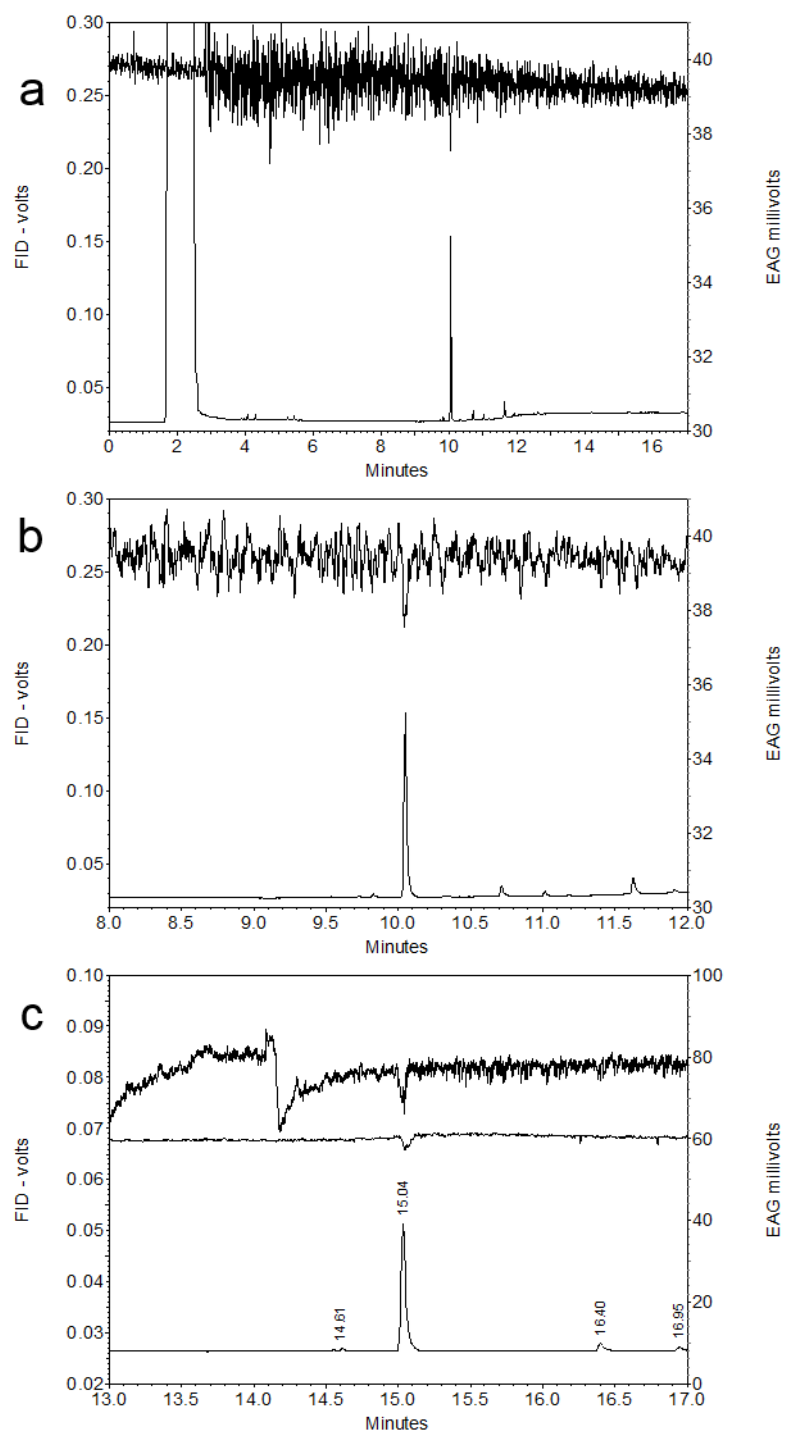 a
0.30
0.25
0.20
0.15
0.10
0.05
FID - volts
40
38
36
34
32
30
EAG millivolts
0 2 4 6 8 10 12 14 16
Minutes
b
0.30
0.25
0.20
0.15
0.10
0.05
FID - volts
40
38
36
34
32
30
EAG millivolts
8.0 8.5 9.0 9.5 10.0 10.5 11.0 11.5 12.0
Minutes
c
0.10
0.09
0.08
0.07
0.06
0.05
0.04
0.03
0.02
FID - volts
100
80
60
40
20
0
EAG millivolts
14.61
15.04
16.40
16.95
13.0 13.5 14.0 14.5 15.0 15.5 16.0 16.5 17.0
Minutes